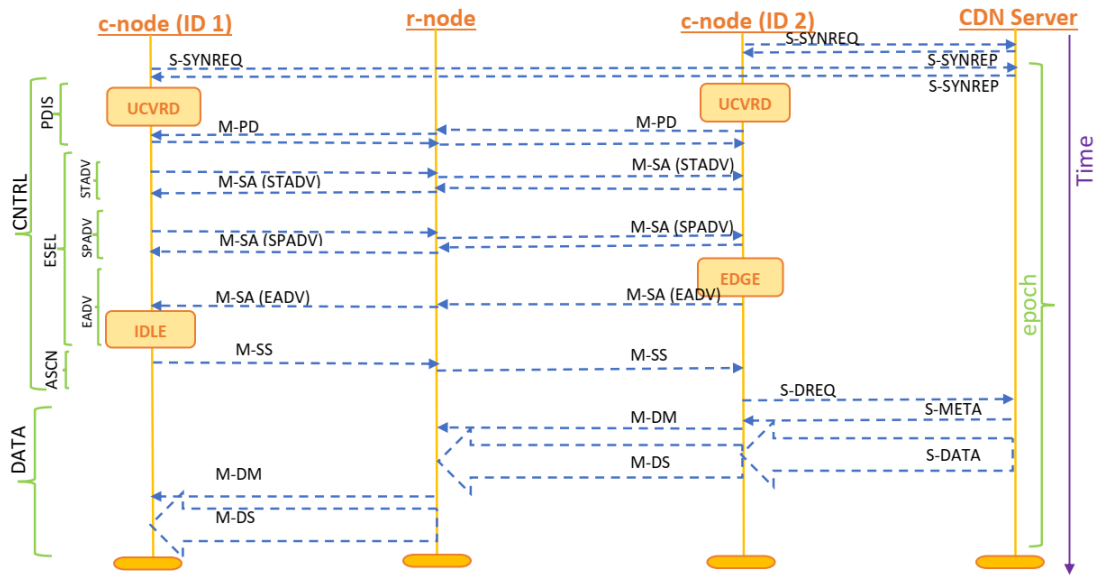 c-node (ID 1)
r-node
c-node (ID 2)
CDN Server
S-SYNREQ
S-SYNREQ
S-SYNREP
S-SYNREP
UCVRD
UCVRD
PDIS
M-PD
M-PD
Time
M-SA (STADV)
M-SA (STADV)
STADV
CNTRL
M-SA (SPADV)
M-SA (SPADV)
SPADV
ESEL
EDGE
M-SA (EADV)
M-SA (EADV)
EADV
epoch
IDLE
M-SS
M-SS
ASCN
S-DREQ
M-DM
S-META
DATA
M-DS
S-DATA
M-DM
M-DS